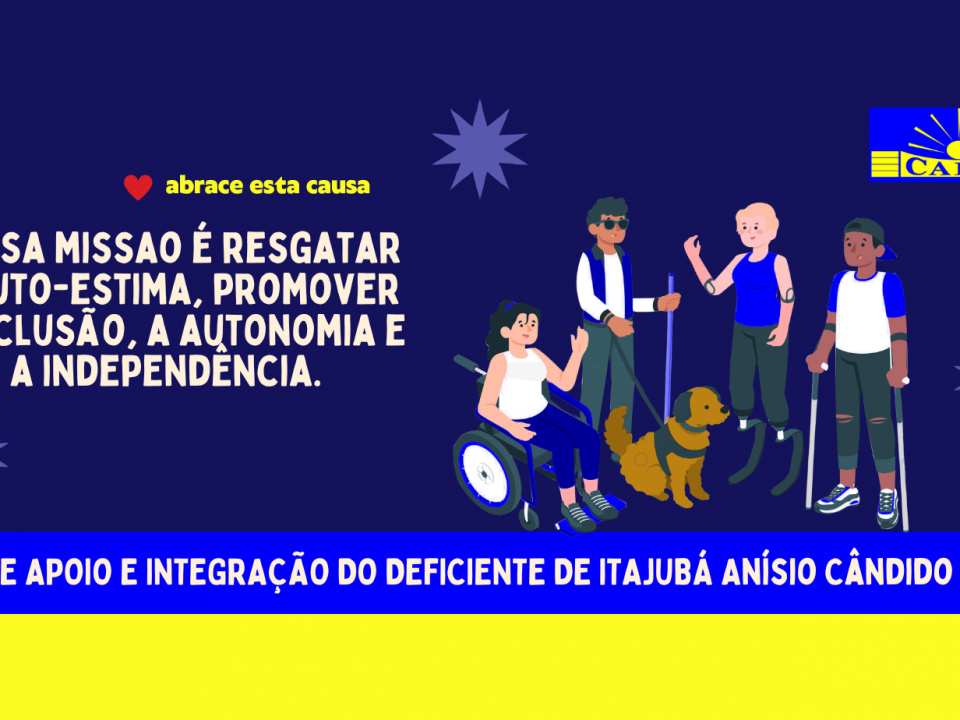 abrace esta causa
SA MISSAO É RESGATAR
UTO-ESTIMA, PROMOVER
CLUSÃO, A AUTONOMIA E
A INDEPENDÊNCIA.
E APOIO E INTEGRAÇÃO DO DEFICIENTE DE ITAJUBÁ ANÍSIO CÂNDIDO